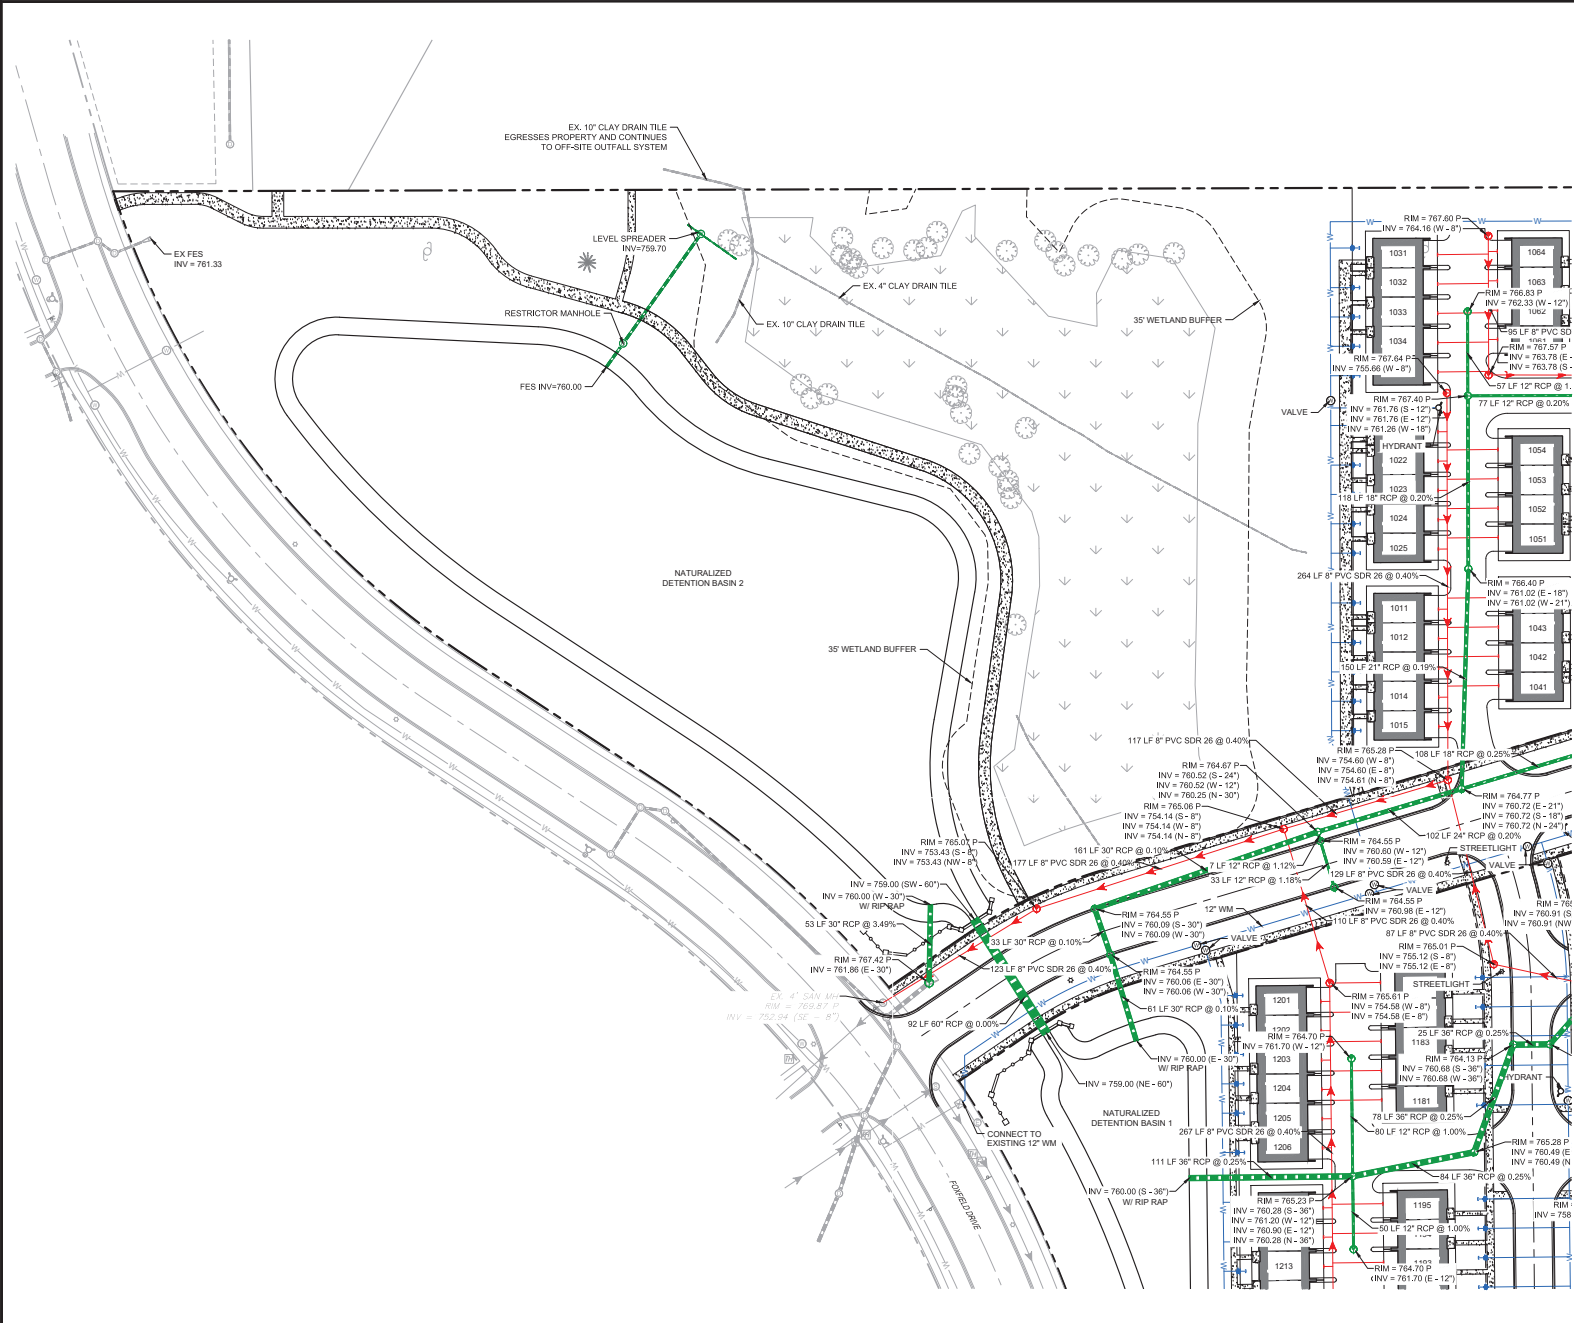 EX. 10" CLAY DRAIN TILE
EGRESSES PROPERTY AND CONTINUES
TO OFF-SITE OUTFALL SYSTEM
EX FES
INV = 761.33
LEVEL SPREADER
INV=759.70
RESTRICTOR MANHOLE
FES INV=760.00
EX. 4" CLAY DRAIN TILE
EX. 10" CLAY DRAIN TILE
35' WETLAND BUFFER
NATURALIZED
DETENTION BASIN 2
35' WETLAND BUFFER
RIM = 767.60 P
INV = 764.16 (W - 8")
1031
1032
1033
1034
1064
1063
1062
1061
RIM = 766.83 P
INV = 762.33 (W - 12")
95 LF 8" PVC SD
RIM = 767.57 P
INV = 763.78 (E -
INV = 763.78 (S -
RIM = 767.64 P
INV = 755.66 (W - 8")
57 LF 12" RCP @ 1.
77 LF 12" RCP @ 0.20%
VALVE
RIM = 767.40 P
INV = 761.76 (S - 12")
INV = 761.76 (E - 12")
INV = 761.26 (W - 18")
HYDRANT
1022
1023
1024
1025
118 LF 18" RCP @ 0.20%
1054
1053
1052
1051
264 LF 8" PVC SDR 26 @ 0.40%
RIM = 766.40 P
INV = 761.02 (E - 18")
INV = 761.02 (W - 21")
1011
1012
1014
1015
1043
1042
1041
150 LF 21" RCP @ 0.19%
117 LF 8" PVC SDR 26 @ 0.40%
RIM = 765.28 P
INV = 754.60 (W - 8")
INV = 754.60 (E - 8")
INV = 754.61 (N - 8")
108 LF 18" RCP @ 0.25%
RIM = 764.67 P
INV = 760.52 (S - 24")
INV = 760.52 (W - 12")
INV = 760.25 (N - 30")
RIM = 765.06 P
INV = 754.14 (S - 8")
INV = 754.14 (W - 8")
INV = 754.14 (N - 8")
RIM = 764.77 P
INV = 760.72 (E - 21")
INV = 760.72 (S - 18")
INV = 760.72 (N - 24")
102 LF 24" RCP @ 0.20%
RIM = 765.07 P
INV = 753.43 (S - 8")
INV = 753.43 (NW - 8")
161 LF 30" RCP @ 0.10%
177 LF 8" PVC SDR 26 @ 0.40%
7 LF 12" RCP @ 1.12%
33 LF 12" RCP @ 1.18%
RIM = 764.55 P
INV = 760.60 (W - 12")
INV = 760.59 (E - 12")
STREETLIGHT
VALVE
129 LF 8" PVC SDR 26 @ 0.40%
VALVE
INV = 759.00 (SW - 60")
INV = 760.00 (W - 30")
W/ RIP RAP
53 LF 30" RCP @ 3.49%
RIM = 764.55 P
INV = 760.09 (S - 30")
INV = 760.09 (W - 30")
12" WM
RIM = 764.55 P
INV = 760.98 (E - 12")
110 LF 8" PVC SDR 26 @ 0.40%
87 LF 8" PVC SDR 26 @ 0.40%
RIM = 765
INV = 760.91 (S
INV = 760.91 (NW
33 LF 30" RCP @ 0.10%
VALVE
RIM = 767.42 P
INV = 761.86 (E - 30")
123 LF 8" PVC SDR 26 @ 0.40%
RIM = 764.55 P
INV = 760.06 (E - 30")
INV = 760.06 (W - 30")
RIM = 765.01 P
INV = 755.12 (S - 8")
INV = 755.12 (E - 8")
STREETLIGHT
EX. 4' SAN MH
RIM = 769.87 P
INV = 752.94 (SE - 8")
92 LF 60" RCP @ 0.00%
61 LF 30" RCP @ 0.10%
1201
1202
1203
1204
1205
1206
RIM = 765.61 P
INV = 754.58 (W - 8")
INV = 754.58 (E - 8")
RIM = 764.70 P
INV = 761.70 (W - 12")
25 LF 36" RCP @ 0.25%
1183
1181
INV = 760.00 (E - 30")
W/ RIP RAP
INV = 759.00 (NE - 60")
RIM = 764.13 P
INV = 760.68 (S - 36")
INV = 760.68 (W - 36")
HYDRANT
NATURALIZED
DETENTION BASIN 1
78 LF 36" RCP @ 0.25%
80 LF 12" RCP @ 1.00%
CONNECT TO
EXISTING 12" WM
267 LF 8" PVC SDR 26 @ 0.40%
RIM = 765.28 P
INV = 760.49 (E
INV = 760.49 (N
111 LF 36" RCP @ 0.25%
84 LF 36" RCP @ 0.25%
INV = 760.00 (S - 36")
W/ RIP RAP
FOXFIELD DRIVE
RIM = 765.23 P
INV = 760.28 (S - 36")
INV = 761.20 (W - 12")
INV = 760.90 (E - 12")
INV = 760.28 (N - 36")
1195
1194
1193
50 LF 12" RCP @ 1.00%
RIM =
INV = 758
1213
RIM = 764.70 P
INV = 761.70 (E - 12")